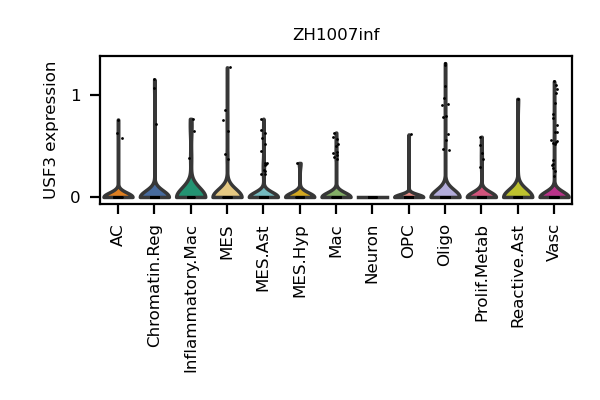 ZH1007inf
USF3 expression
1
0
AC
Chromatin.Reg
Inflammatory.Mac
MES
MES.Ast
MES.Hyp
Mac
Neuron
OPC
Oligo
Prolif.Metab
Reactive.Ast
Vasc